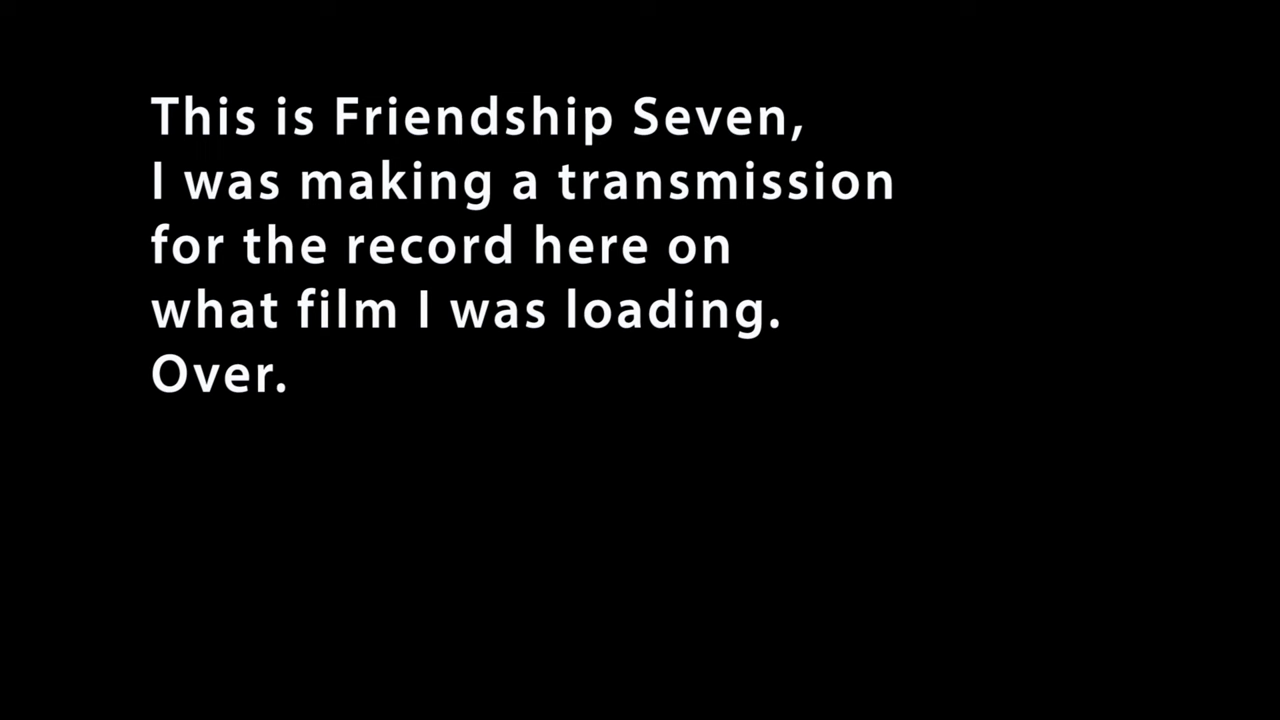 This is Friendship Seven,
I was making a transmission
for the record here on
what film I was loading.
Over.